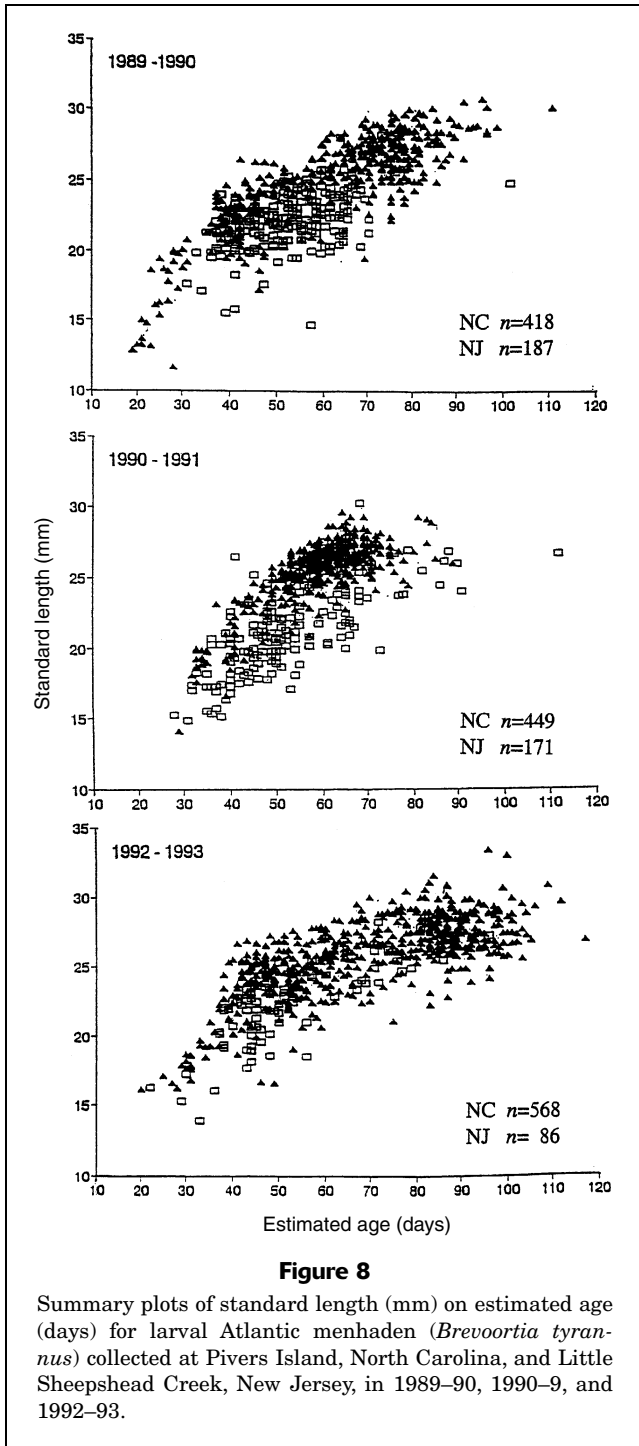 35
30
25
20
15
10
1989 -1990
NC n=418
NJ n=187
10 20 30 40 50 60 70 80 90 100 110 120
35
30
25
20
15
10
1990 - 1991
NC n=449
NJ n=171
10 20 30 40 50 60 70 80 90 100 110 120
Standard length (mm)
35
30
25
20
15
10
1992 - 1993
NC n=568
NJ n= 86
10 20 30 40 50 60 70 80 90 100 110 120
Estimated age (days)
Figure 8
Summary plots of standard length (mm) on estimated age
(days) for larval Atlantic menhaden (Brevoortia tyran-
nus) collected at Pivers Island, North Carolina, and Little
Sheepshead Creek, New Jersey, in 1989–90, 1990–9, and
1992–93.